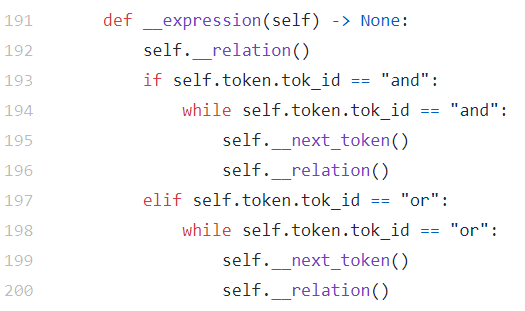 191 def __expression(self) -> None:
192 self.__relation()
193 if self.token.tok_id == "and":
194 while self.token.tok_id == "and":
195 self.__next_token()
196 self.__relation()
197 elif self.token.tok_id == "or":
198 while self.token.tok_id == "or":
199 self.__next_token()
200 self.__relation()